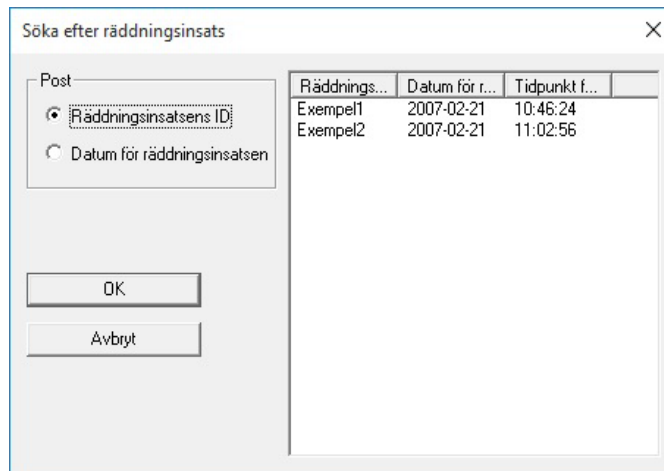 Söka efter räddningsinsats
Post
Räddningsinsatsens ID
Datum för räddningsinsatsen
OK
Avbryt
Räddnings... Datum för r... Tidpunkt f...
Exempel1 2007-02-21 10:46:24
Exempel2 2007-02-21 11:02:56